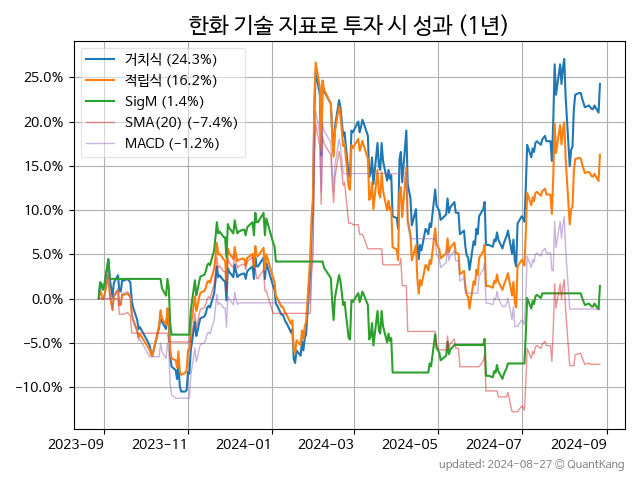 한화 기술 지표로 투자 시 성과 (1년)
거치식 (24.3%)
적립식 (16.2%)
SigM (1.4%)
SMA(20) (−7.4%)
MACD (−1.2%)
25.0%
20.0%
15.0%
10.0%
5.0%
0.0%
−5.0%
−10.0%
2023-09 2023-11 2024-01 2024-03 2024-05 2024-07 2024-09
updated: 2024-08-27 © QuantKang